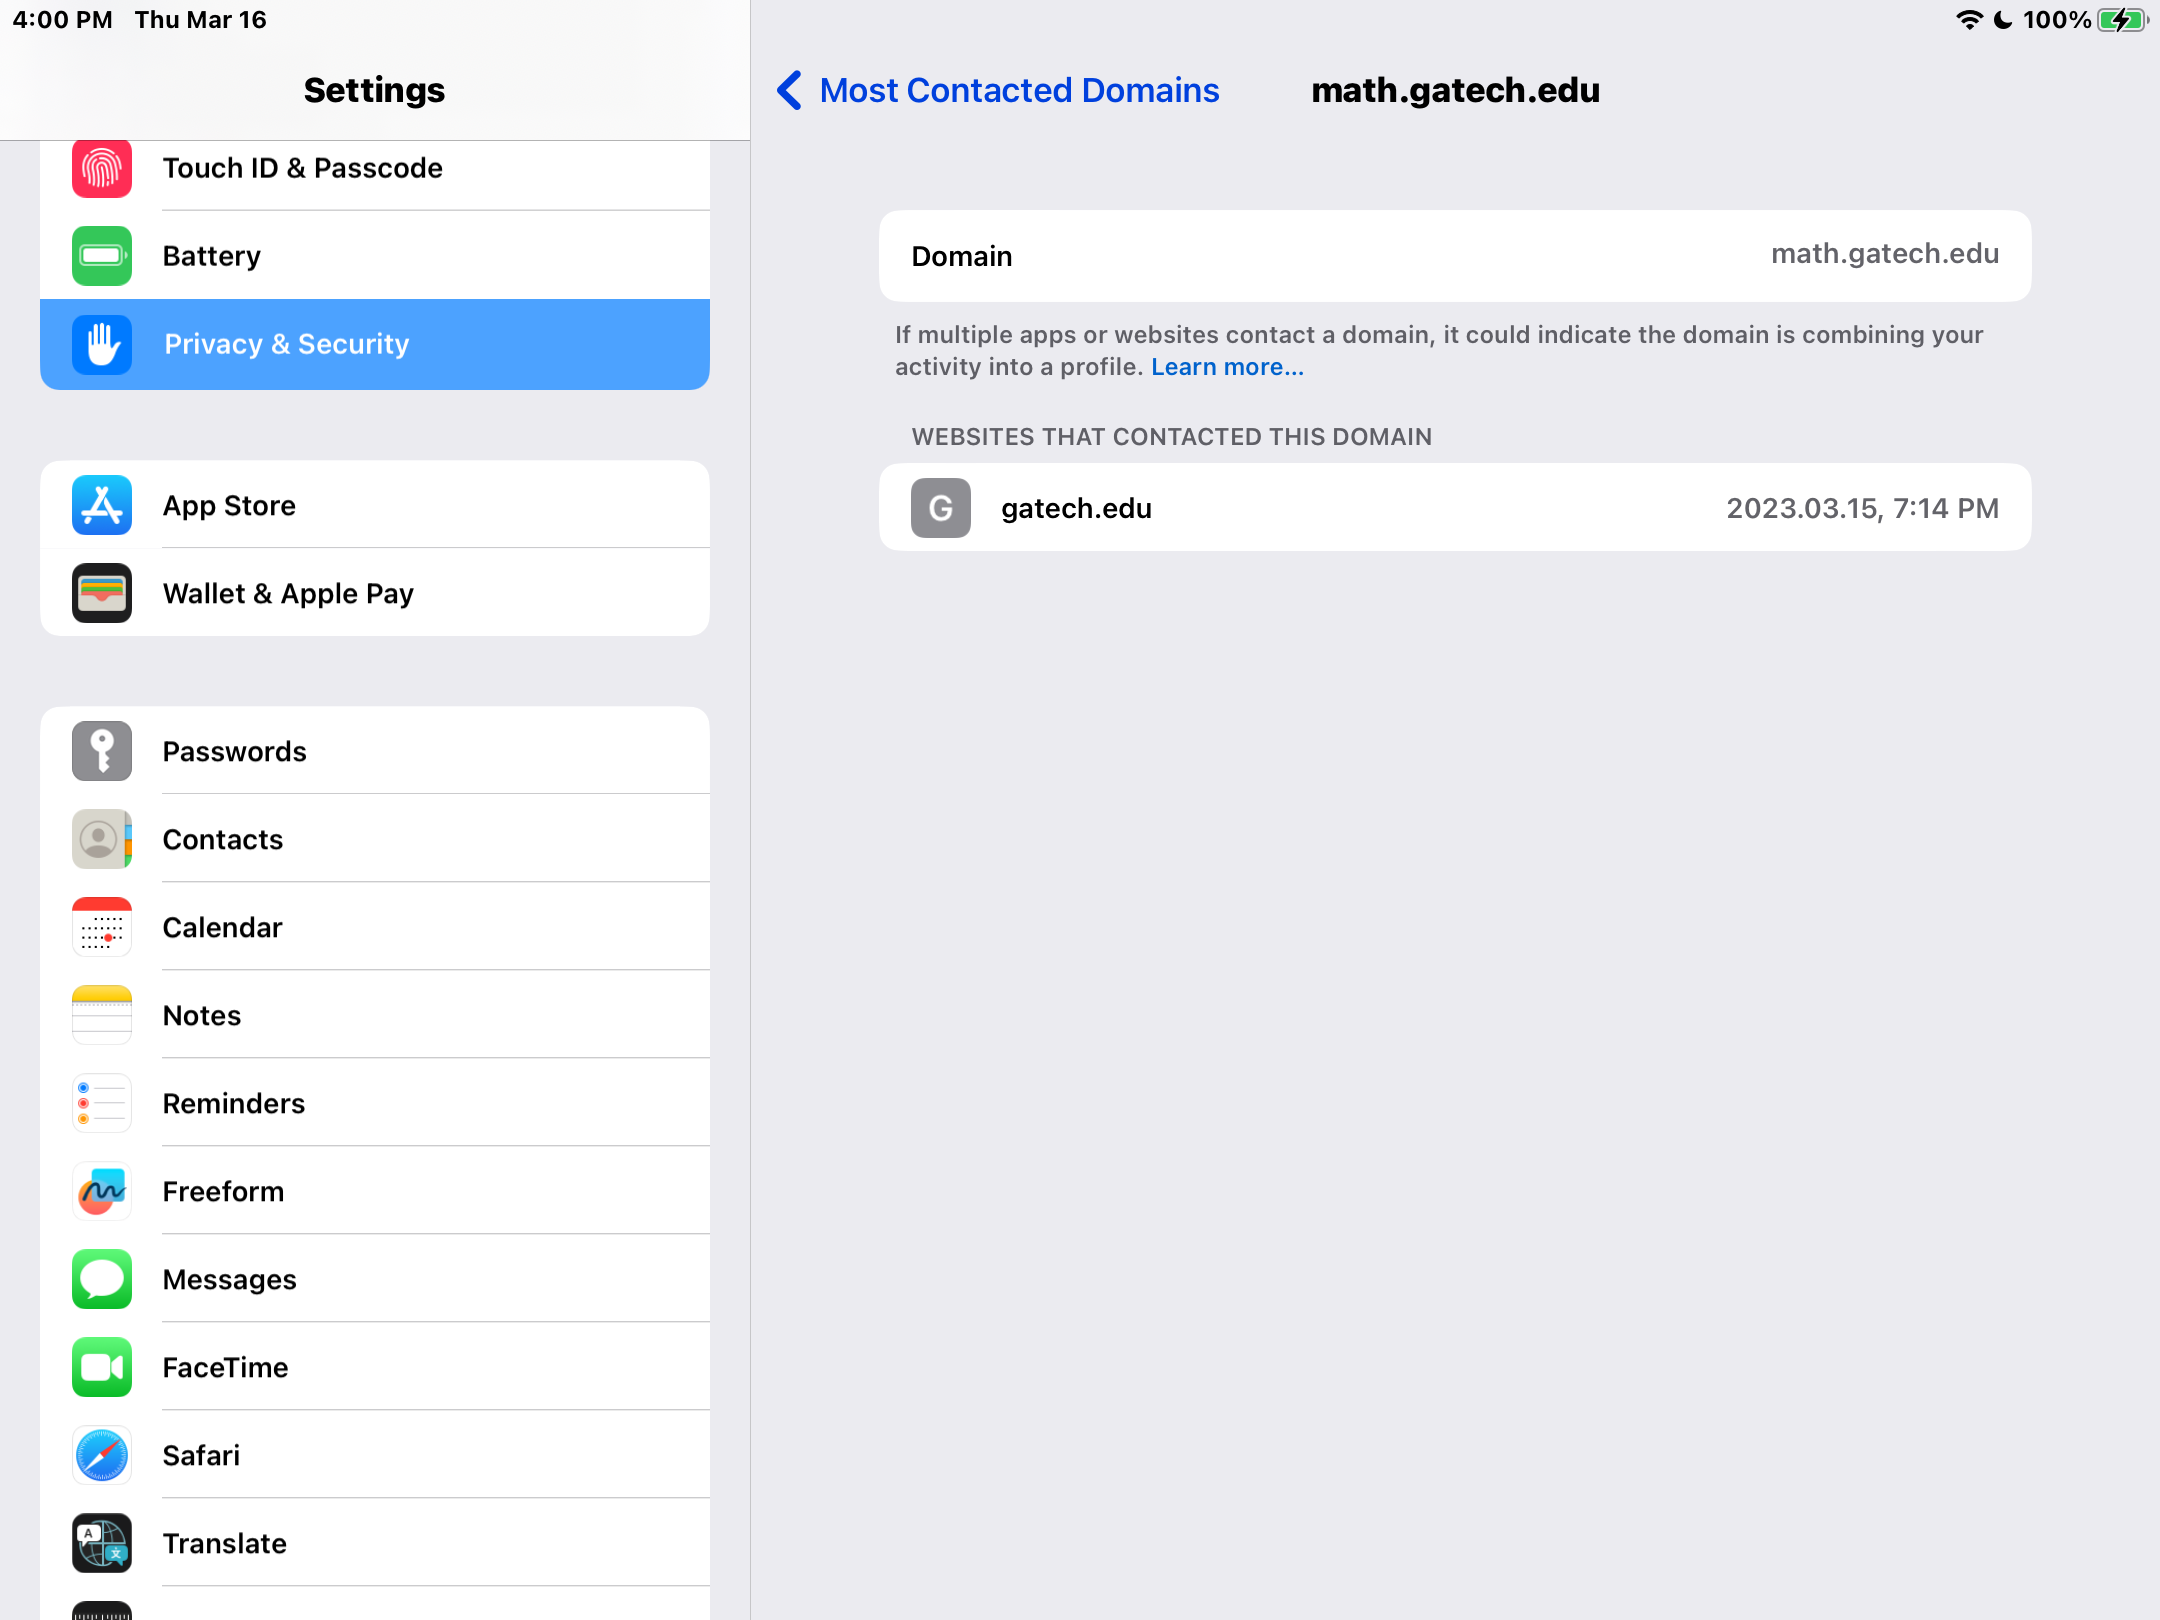 4:00 PM Thu Mar 16
100%
Settings
Touch ID & Passcode
Battery
Privacy & Security
App Store
Wallet & Apple Pay
Passwords
Contacts
Calendar
Notes
Reminders
Freeform
Messages
FaceTime
Safari
A
文
Translate
Most Contacted Domains
math.gatech.edu
Domain
math.gatech.edu
If multiple apps or websites contact a domain, it could indicate the domain is combining your
activity into a profile. Learn more...
WEBSITES THAT CONTACTED THIS DOMAIN
G
gatech.edu
2023.03.15, 7:14 PM